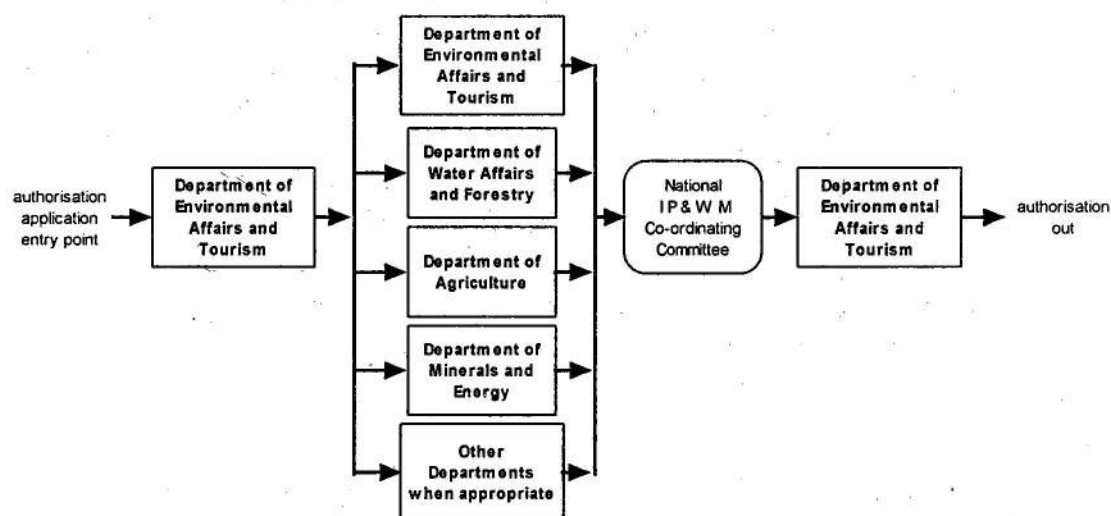 authorisation
application
entry point
Department of
Environmental
Affairs and
Tourism
Department of
Environmental
Affairs and
Tourism
Department of
Water Affairs
and Forestry
Department of
Agriculture
Department of
Minerals and
Energy
Other
Departments
when appropriate
National
IP & W M
Co-ordinating
Committee
Department of
Environmental
Affairs and
Tourism
authorisation
out